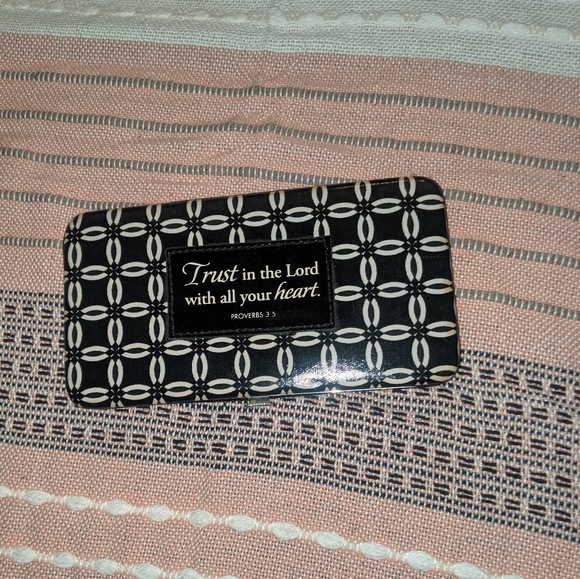 Trust in the Lord
with all your heart.
PROVERBS 3 5